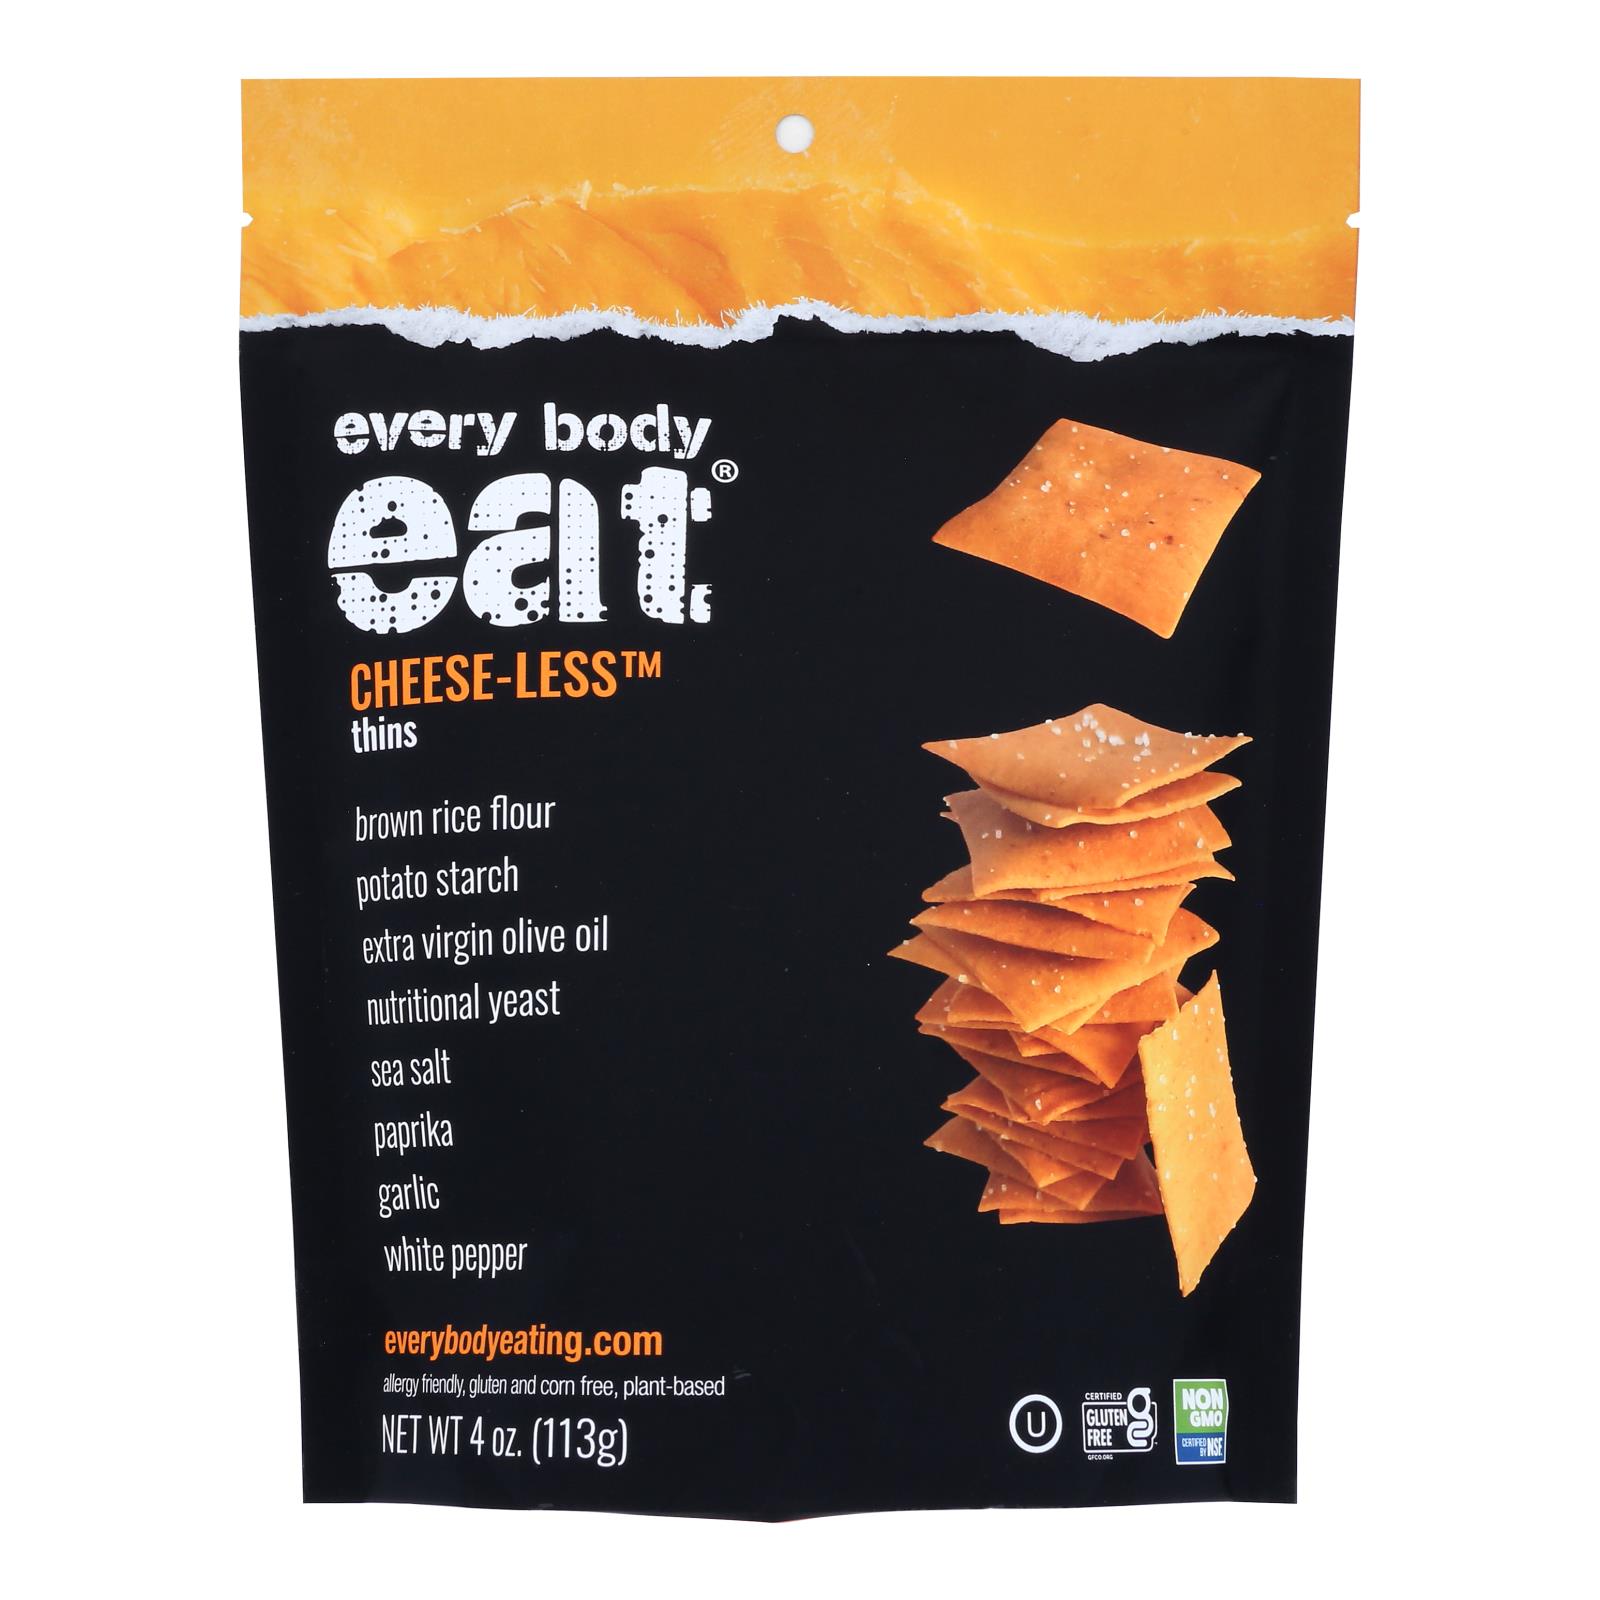 every body
eat®
CHEESE-LESS™
thins
brown rice flour
potato starch
extra virgin olive oil
nutritional yeast
sea salt
paprika
garlic
white pepper
everybodyeating.com
allergy friendly, gluten and corn free, plant-based
NET WT 4 oz. (113g)
U
CERTIFIED
GLUTEN
FREE
GFCO.ORG
NON
GMO
CERTIFIED
BY NSF